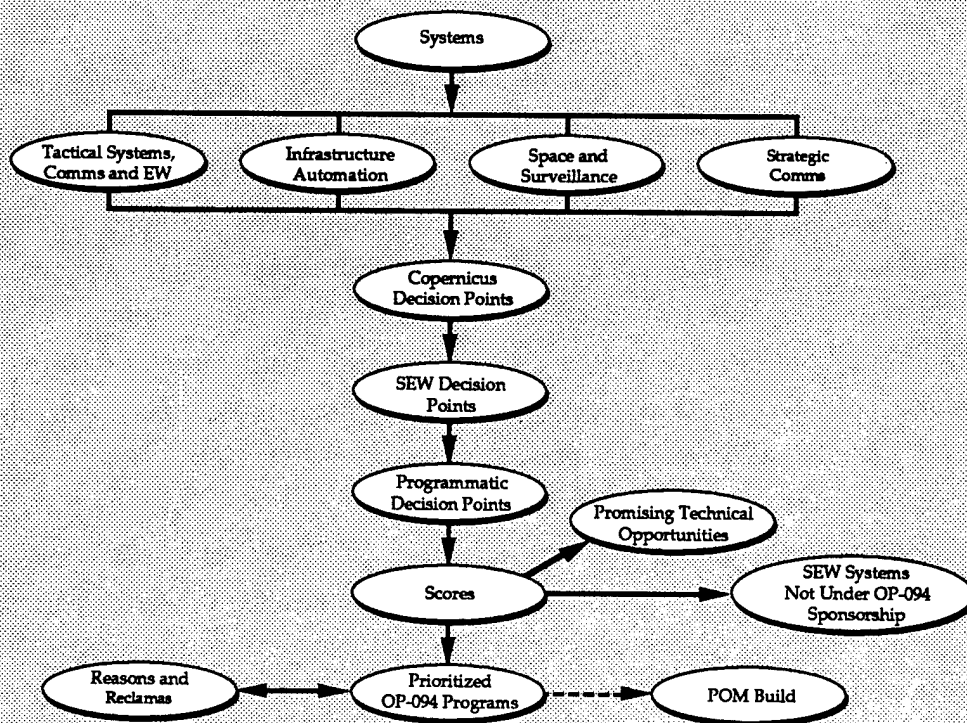 Systems
Tactical Systems,
Comms and EW
Infrastructure
Automation
Space and
Surveillance
Strategic
Comms
Copernicus
Decision Points
SEW Decision
Points
Programmatic
Decision Points
Promising Technical
Opportunities
Scores
SEW Systems
Not Under OP-094
Sponsorship
Reasons and
Reclamas
Prioritized
OP-094 Programs
POM Build